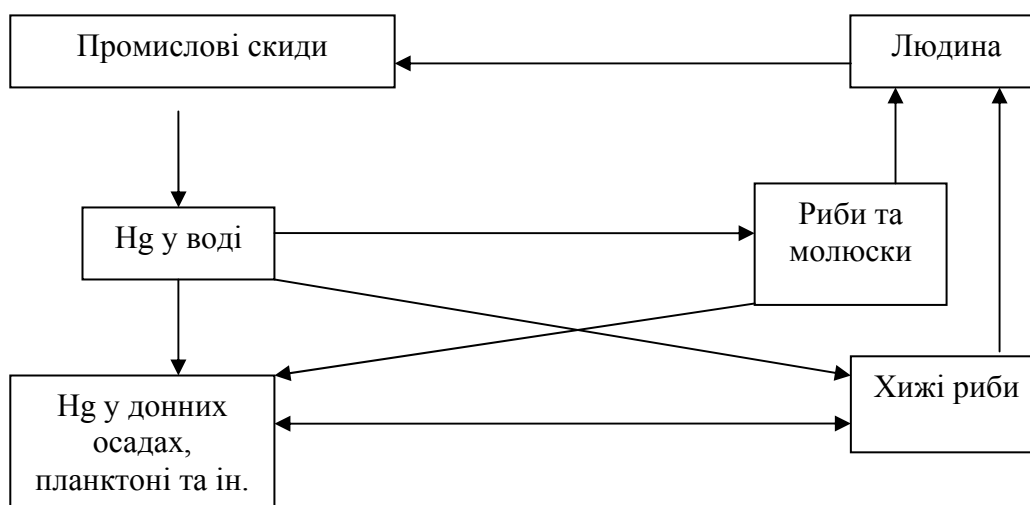 Промислові скиди
Людина
Hg у воді
Риби та
молюски
Hg у донних
осадах,
планктоні та ін.
Хижі риби